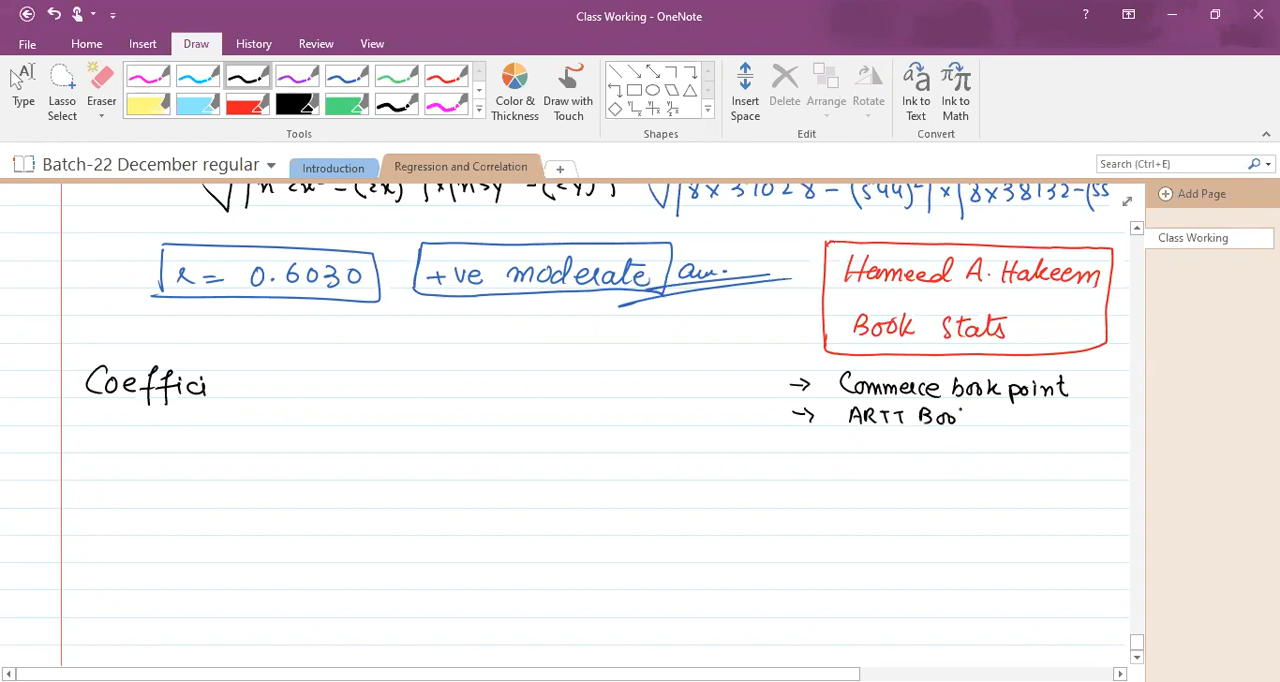 Class Working - OneNote
File Home Insert Draw History Review View
Type
Lasso Select
Eraser
Color & Thickness
Draw with Touch
Insert Space
Delete
Arrange
Rotate
Ink to Text
Ink to Math
Tools
Shapes
Edit
Convert
Batch-22 December regular
Introduction
Regression and Correlation
Search (Ctrl+E)
Add Page
Class Working
r = 0.6030
+ve moderate
Hameed A. Hakeem
Book Stats
Coeffici
→ Commerce book point
→ ARTT Boo